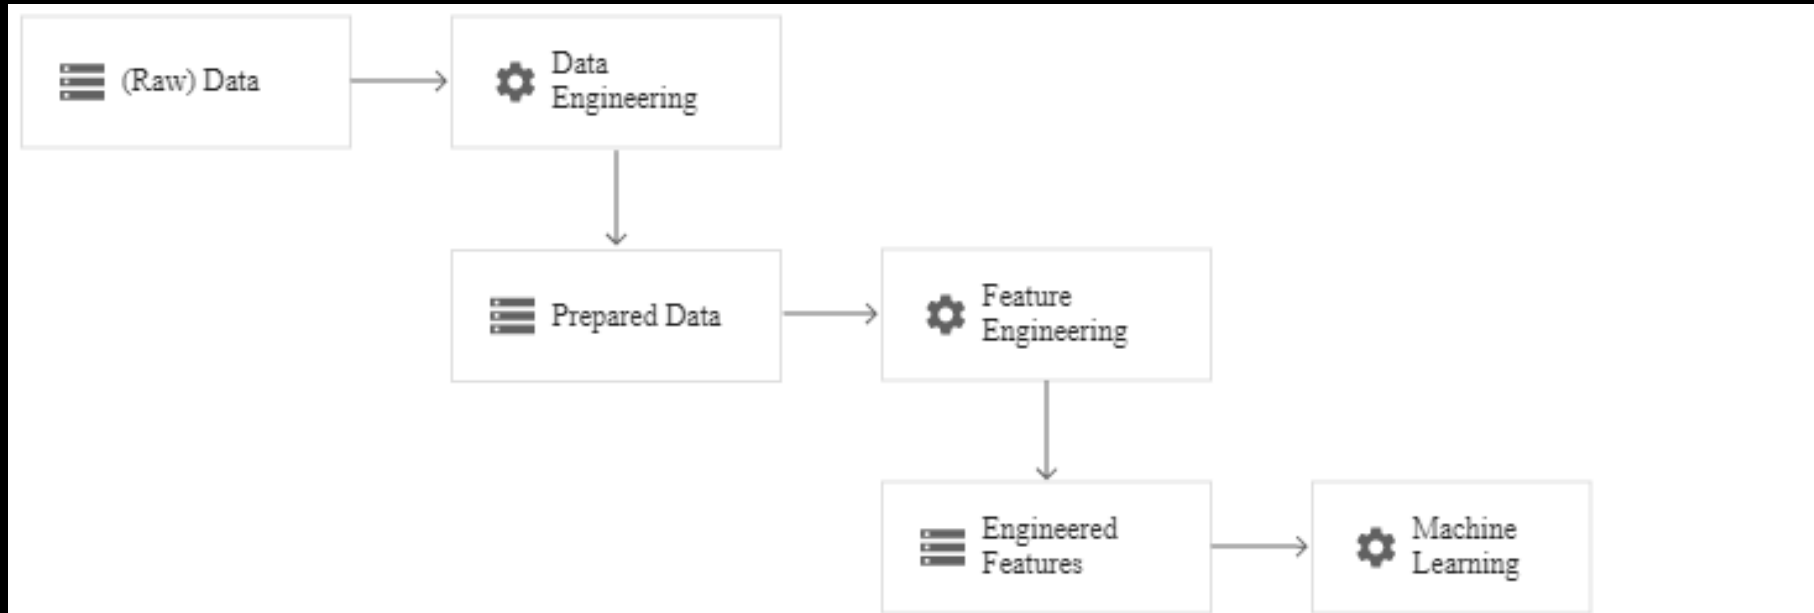 (Raw) Data
Data
Engineering
Prepared Data
Feature
Engineering
Engineered
Features
Machine
Learning